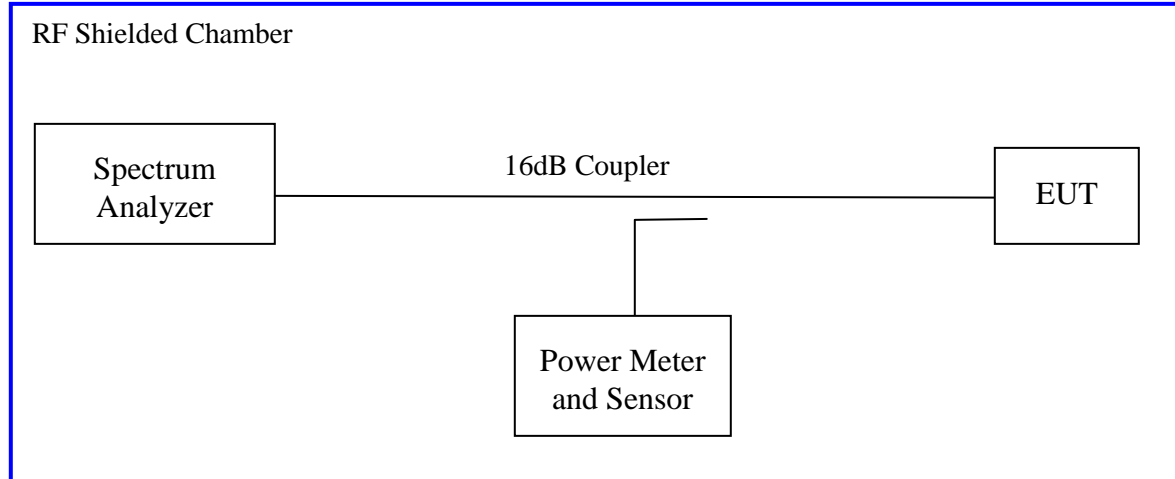 RF Shielded Chamber
Spectrum
Analyzer
16dB Coupler
EUT
Power Meter
and Sensor